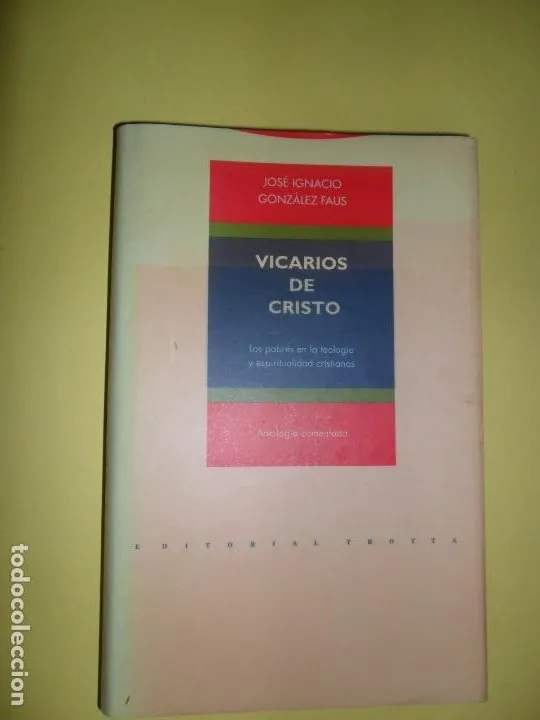 JOSÉ IGNACIO
GONZÁLEZ FAUS
VICARIOS
DE
CRISTO
Los pobres en la teología
y espiritualidad cristianas
Antología comentada
EDITORIAL TROTTA
todocoleccion